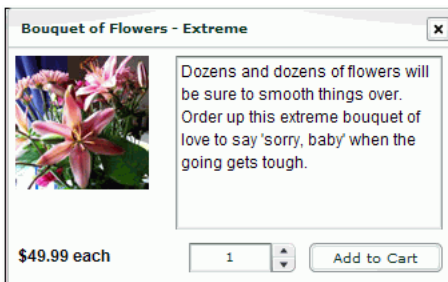 Bouquet of Flowers - Extreme
Dozens and dozens of flowers will
be sure to smooth things over.
Order up this extreme bouquet of
love to say 'sorry, baby' when the
going gets tough.
$49.99 each
1
Add to Cart